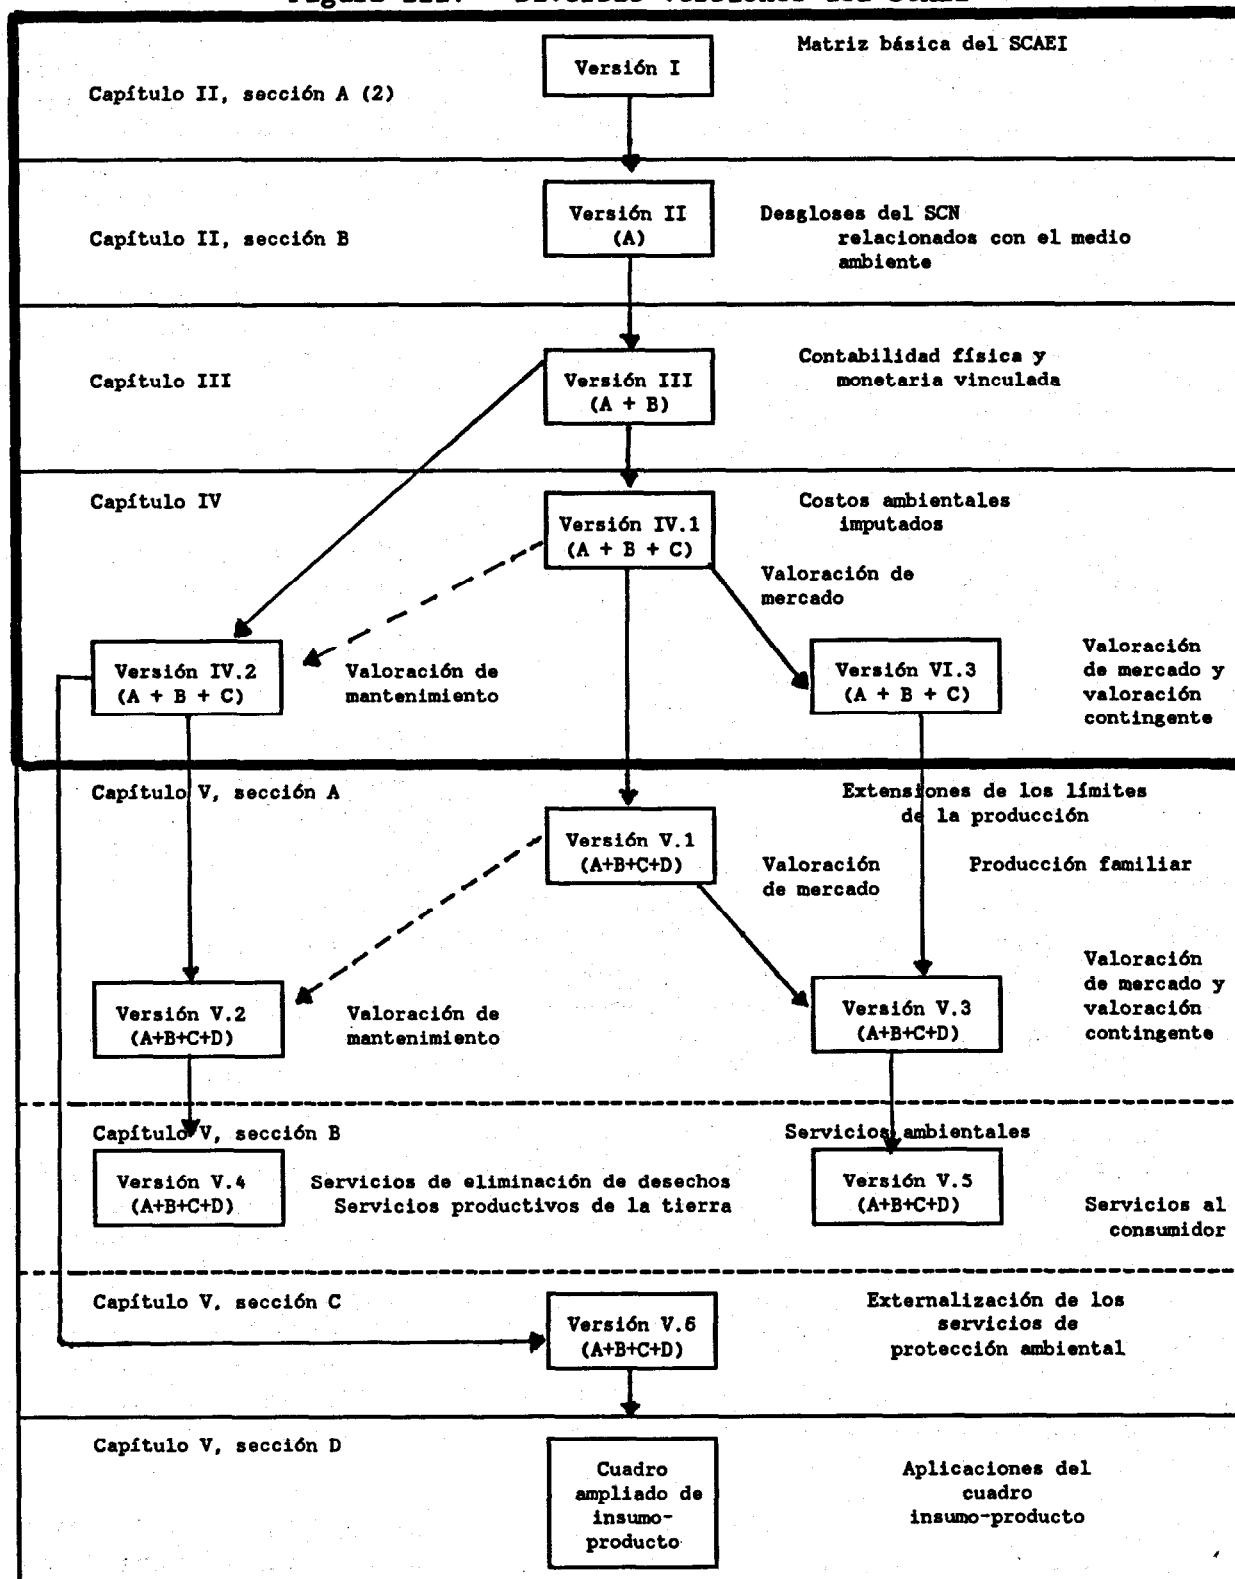 Matriz básica del SCAEI
Versión I
Capítulo II, sección A (2)
Versión II
(A)
Desgloses del SCN
relacionados con el medio
ambiente
Capítulo II, sección B
Contabilidad física y
monetaria vinculada
Capítulo III
Versión III
(A + B)
Capítulo IV
Costos ambientales
imputados
Versión IV.1
(A + B + C)
Valoración de
mercado
Versión IV.2
(A + B + C)
Valoración de
mantenimiento
Versión VI.3
(A + B + C)
Valoración
de mercado y
valoración
contingente
Capítulo V, sección A
Extensiones de los límites
de la producción
Versión V.1
(A+B+C+D)
Valoración
de mercado
Producción familiar
Versión V.2
(A+B+C+D)
Valoración de
mantenimiento
Versión V.3
(A+B+C+D)
Valoración
de mercado y
valoración
contingente
Capítulo V, sección B
Servicios ambientales
Versión V.4
(A+B+C+D)
Servicios de eliminación de desechos
Servicios productivos de la tierra
Versión V.5
(A+B+C+D)
Servicios al
consumidor
Capítulo V, sección C
Versión V.6
(A+B+C+D)
Externalización de los
servicios de
protección ambiental
Capítulo V, sección D
Cuadro
ampliado de
insumo-
producto
Aplicaciones del
cuadro
insumo-producto